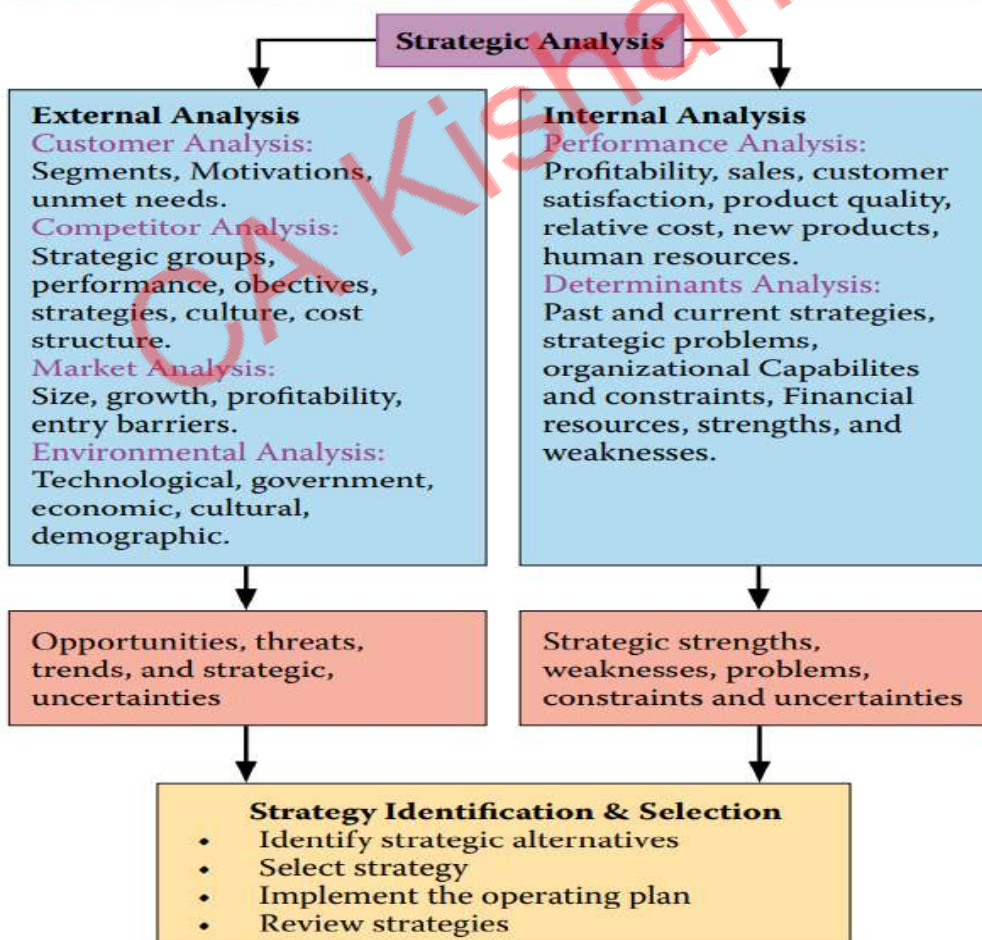 Strategic Analysis
External Analysis
Customer Analysis:
Segments, Motivations,
unmet needs.
Competitor Analysis:
Strategic groups,
performance, obectives,
strategies, culture, cost
structure.
Market Analysis:
Size, growth, profitability,
entry barriers.
Environmental Analysis:
Technological, government,
economic, cultural,
demographic.
Internal Analysis
Performance Analysis:
Profitability, sales, customer
satisfaction, product quality,
relative cost, new products,
human resources.
Determinants Analysis:
Past and current strategies,
strategic problems,
organizational Capabilites
and constraints, Financial
resources, strengths, and
weaknesses.
Opportunities, threats,
trends, and strategic,
uncertainties
Strategic strengths,
weaknesses, problems,
constraints and uncertainties
Strategy Identification & Selection
• Identify strategic alternatives
• Select strategy
• Implement the operating plan
• Review strategies
CA